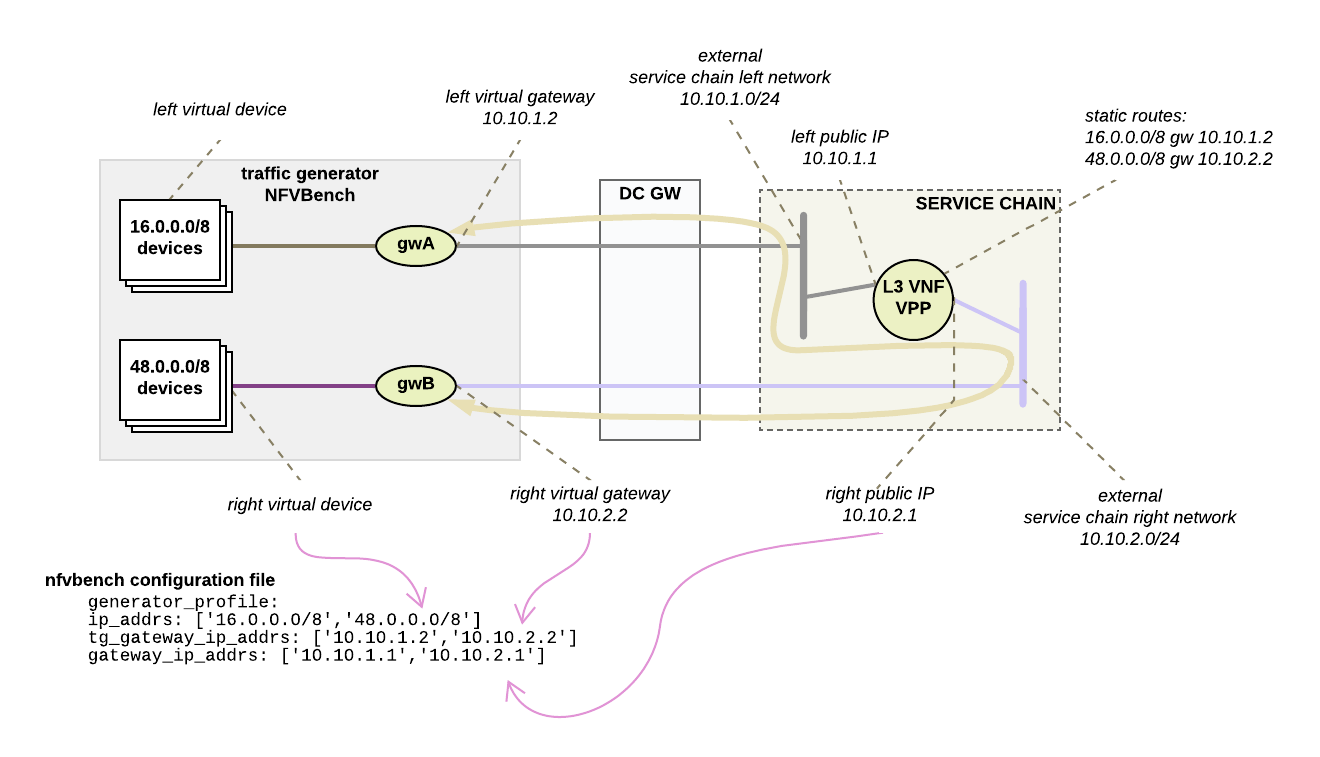 external
service chain left network
10.10.1.0/24
left virtual device
left virtual gateway
10.10.1.2
left public IP
10.10.1.1
static routes:
16.0.0.0/8 gw 10.10.1.2
48.0.0.0/8 gw 10.10.2.2
traffic generator
NFVBench
DC GW
SERVICE CHAIN
16.0.0.0/8
devices
gwA
L3 VNF
VPP
48.0.0.0/8
devices
gwB
right virtual device
right virtual gateway
10.10.2.2
right public IP
10.10.2.1
external
service chain right network
10.10.2.0/24
nfvbench configuration file
generator_profile:
ip_addrs: ['16.0.0.0/8','48.0.0.0/8']
tg_gateway_ip_addrs: ['10.10.1.2','10.10.2.2']
gateway_ip_addrs: ['10.10.1.1','10.10.2.1']